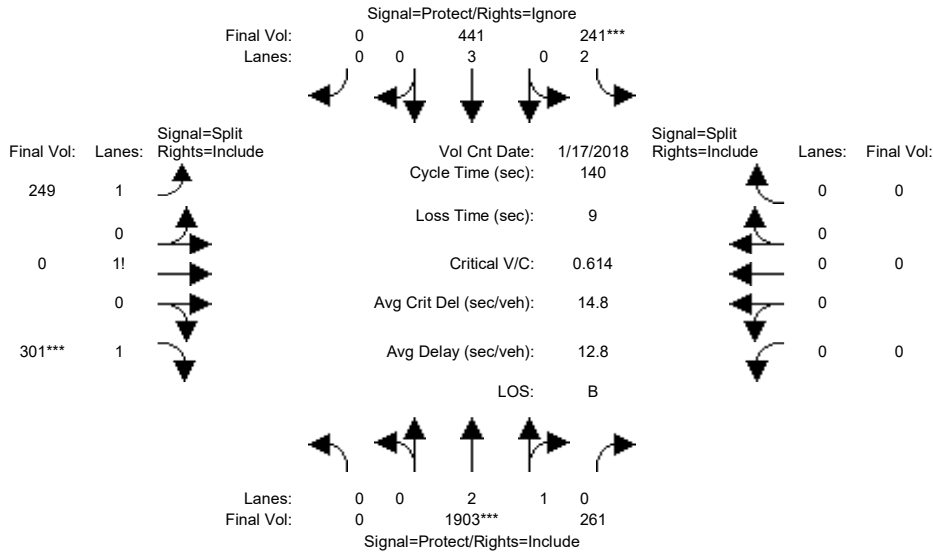 Signal=Protect/Rights=Ignore
Final Vol: 0 441 241***
Lanes: 0 0 3 0 2
Signal=Split
Final Vol: Lanes: Rights=Include
Vol Cnt Date: 1/17/2018
Signal=Split
Rights=Include Lanes: Final Vol:
Cycle Time (sec): 140
249 1 0 0
Loss Time (sec): 9
0 0
0 1! Critical V/C: 0.614 0 0
0 Avg Crit Del (sec/veh): 14.8 0
301*** 1 Avg Delay (sec/veh): 12.8 0 0
LOS: B
Lanes: 0 0 2 1 0
Final Vol: 0 1903*** 261
Signal=Protect/Rights=Include